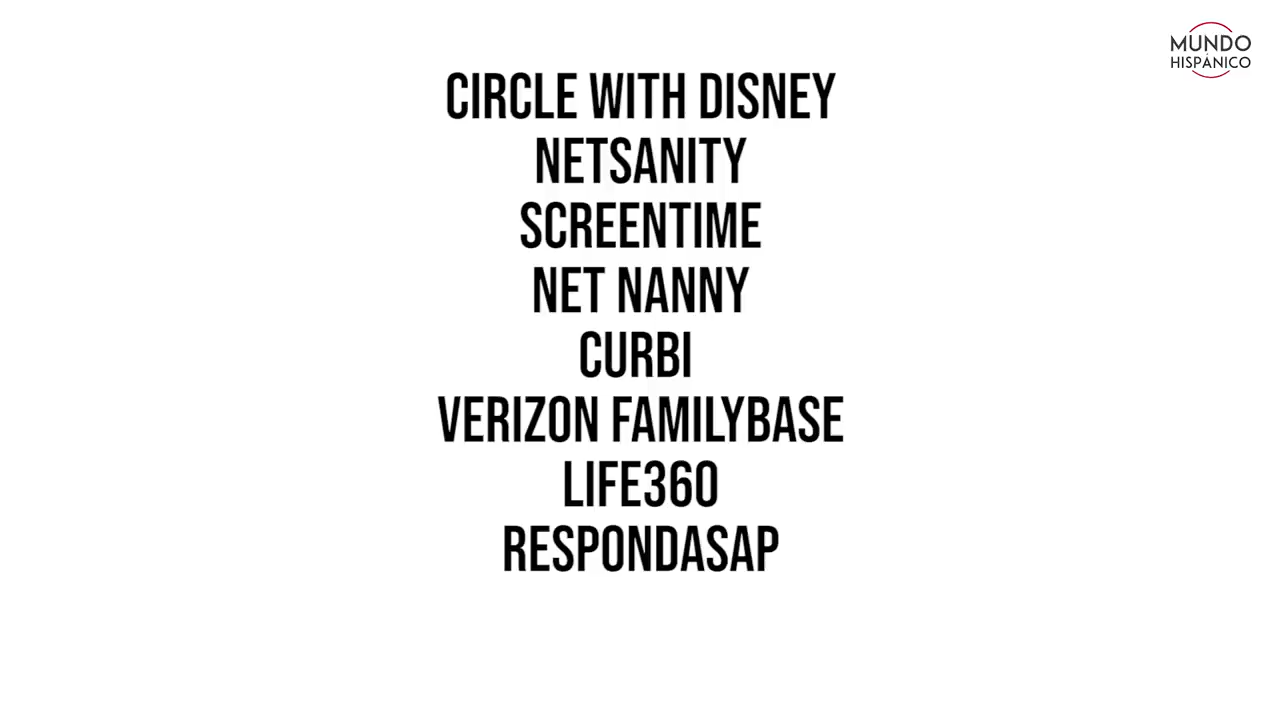 MUNDO
HISPÁNICO
CIRCLE WITH DISNEY
NETSANITY
SCREENTIME
NET NANNY
CURBI
VERIZON FAMILYBASE
LIFE360
RESPONDASAP